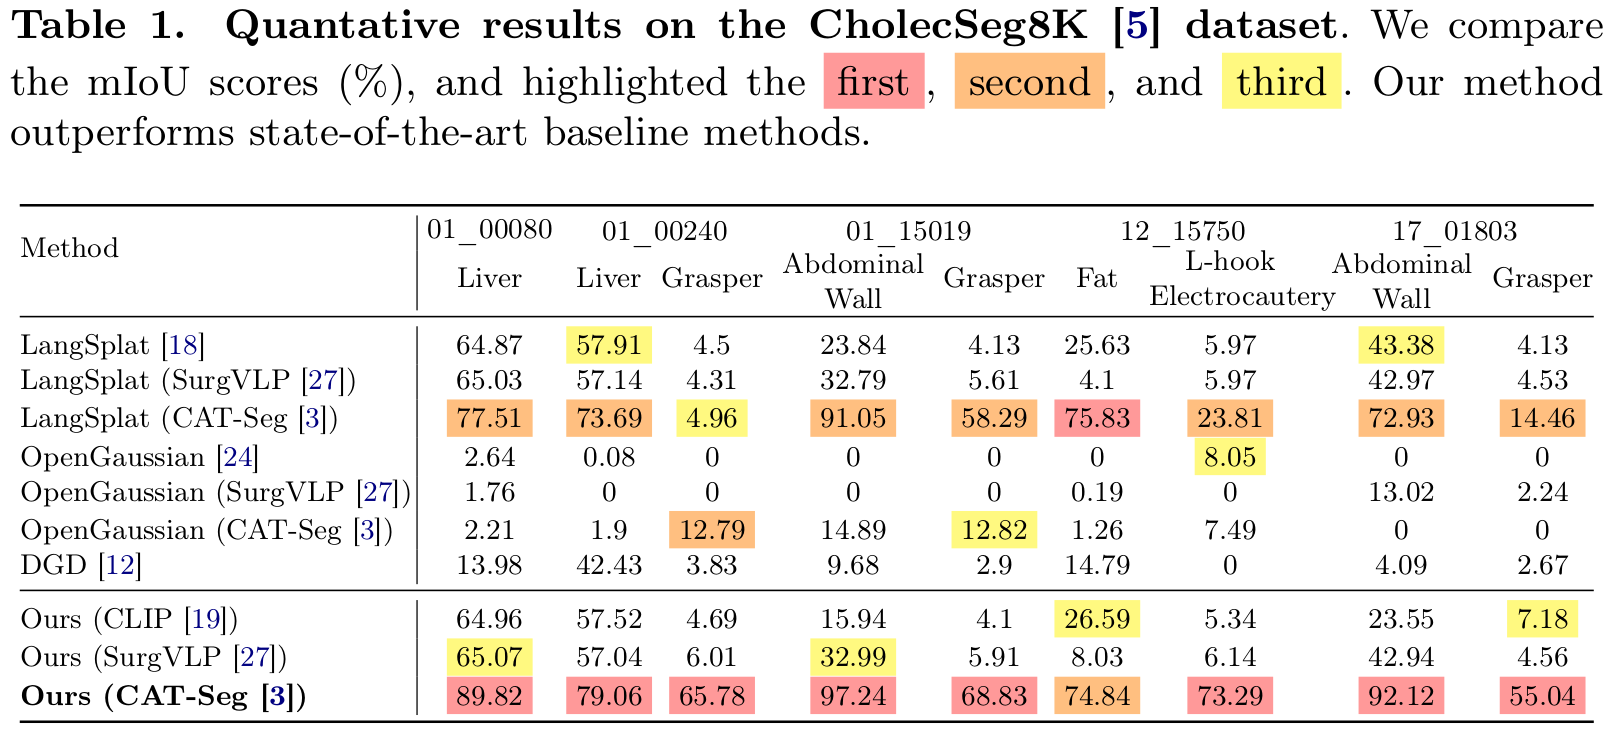 Table 1. Quantative results on the CholecSeg8K [5] dataset. We compare
the mIoU scores (%), and highlighted the first, second, and third. Our method
outperforms state-of-the-art baseline methods.
Method 01_00080 01_00240 01_15019 12_15750 17_01803
Liver Liver Grasper Abdominal Wall Grasper Fat L-hook Electrocautery Abdominal Wall Grasper
LangSplat [18] 64.87 57.91 4.5 23.84 4.13 25.63 5.97 43.38 4.13
LangSplat (SurgVLP [27]) 65.03 57.14 4.31 32.79 5.61 4.1 5.97 42.97 4.53
LangSplat (CAT-Seg [3]) 77.51 73.69 4.96 91.05 58.29 75.83 23.81 72.93 14.46
OpenGaussian [24] 2.64 0.08 0 0 0 0 8.05 0 0
OpenGaussian (SurgVLP [27]) 1.76 0 0 0 0 0.19 0 13.02 2.24
OpenGaussian (CAT-Seg [3]) 2.21 1.9 12.79 14.89 12.82 1.26 7.49 0 0
DGD [12] 13.98 42.43 3.83 9.68 2.9 14.79 0 4.09 2.67
Ours (CLIP [19]) 64.96 57.52 4.69 15.94 4.1 26.59 5.34 23.55 7.18
Ours (SurgVLP [27]) 65.07 57.04 6.01 32.99 5.91 8.03 6.14 42.94 4.56
Ours (CAT-Seg [3]) 89.82 79.06 65.78 97.24 68.83 74.84 73.29 92.12 55.04